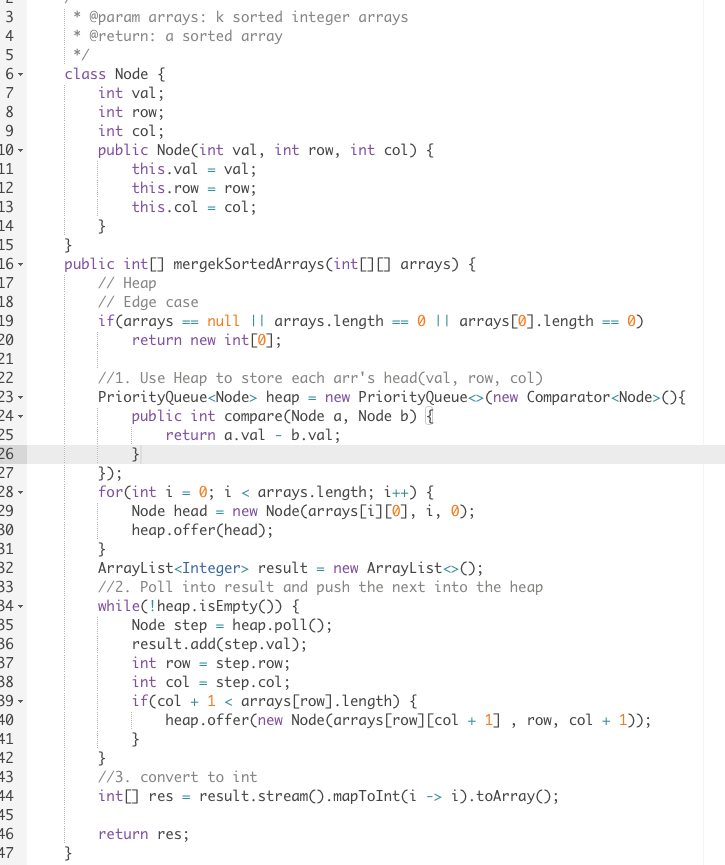 3 * @param arrays: k sorted integer arrays
4 * @return: a sorted array
5 */
6 class Node {
7 int val;
8 int row;
9 int col;
10 public Node(int val, int row, int col) {
11 this.val = val;
12 this.row = row;
13 this.col = col;
14 }
15 }
16 public int[] mergekSortedArrays(int[][] arrays) {
17 // Heap
18 // Edge case
19 if(arrays == null || arrays.length == 0 || arrays[0].length == 0)
20 return new int[0];
21
22 //1. Use Heap to store each arr's head(val, row, col)
23 PriorityQueue<Node> heap = new PriorityQueue<>(new Comparator<Node>(){
24 public int compare(Node a, Node b) {
25 return a.val - b.val;
26 }
27 });
28 for(int i = 0; i < arrays.length; i++) {
29 Node head = new Node(arrays[i][0], i, 0);
30 heap.offer(head);
31 }
32 ArrayList<Integer> result = new ArrayList<>();
33 //2. Poll into result and push the next into the heap
34 while(!heap.isEmpty()) {
35 Node step = heap.poll();
36 result.add(step.val);
37 int row = step.row;
38 int col = step.col;
39 if(col + 1 < arrays[row].length) {
40 heap.offer(new Node(arrays[row][col + 1] , row, col + 1));
41 }
42 }
43 //3. convert to int
44 int[] res = result.stream().mapToInt(i -> i).toArray();
45
46 return res;
47 }